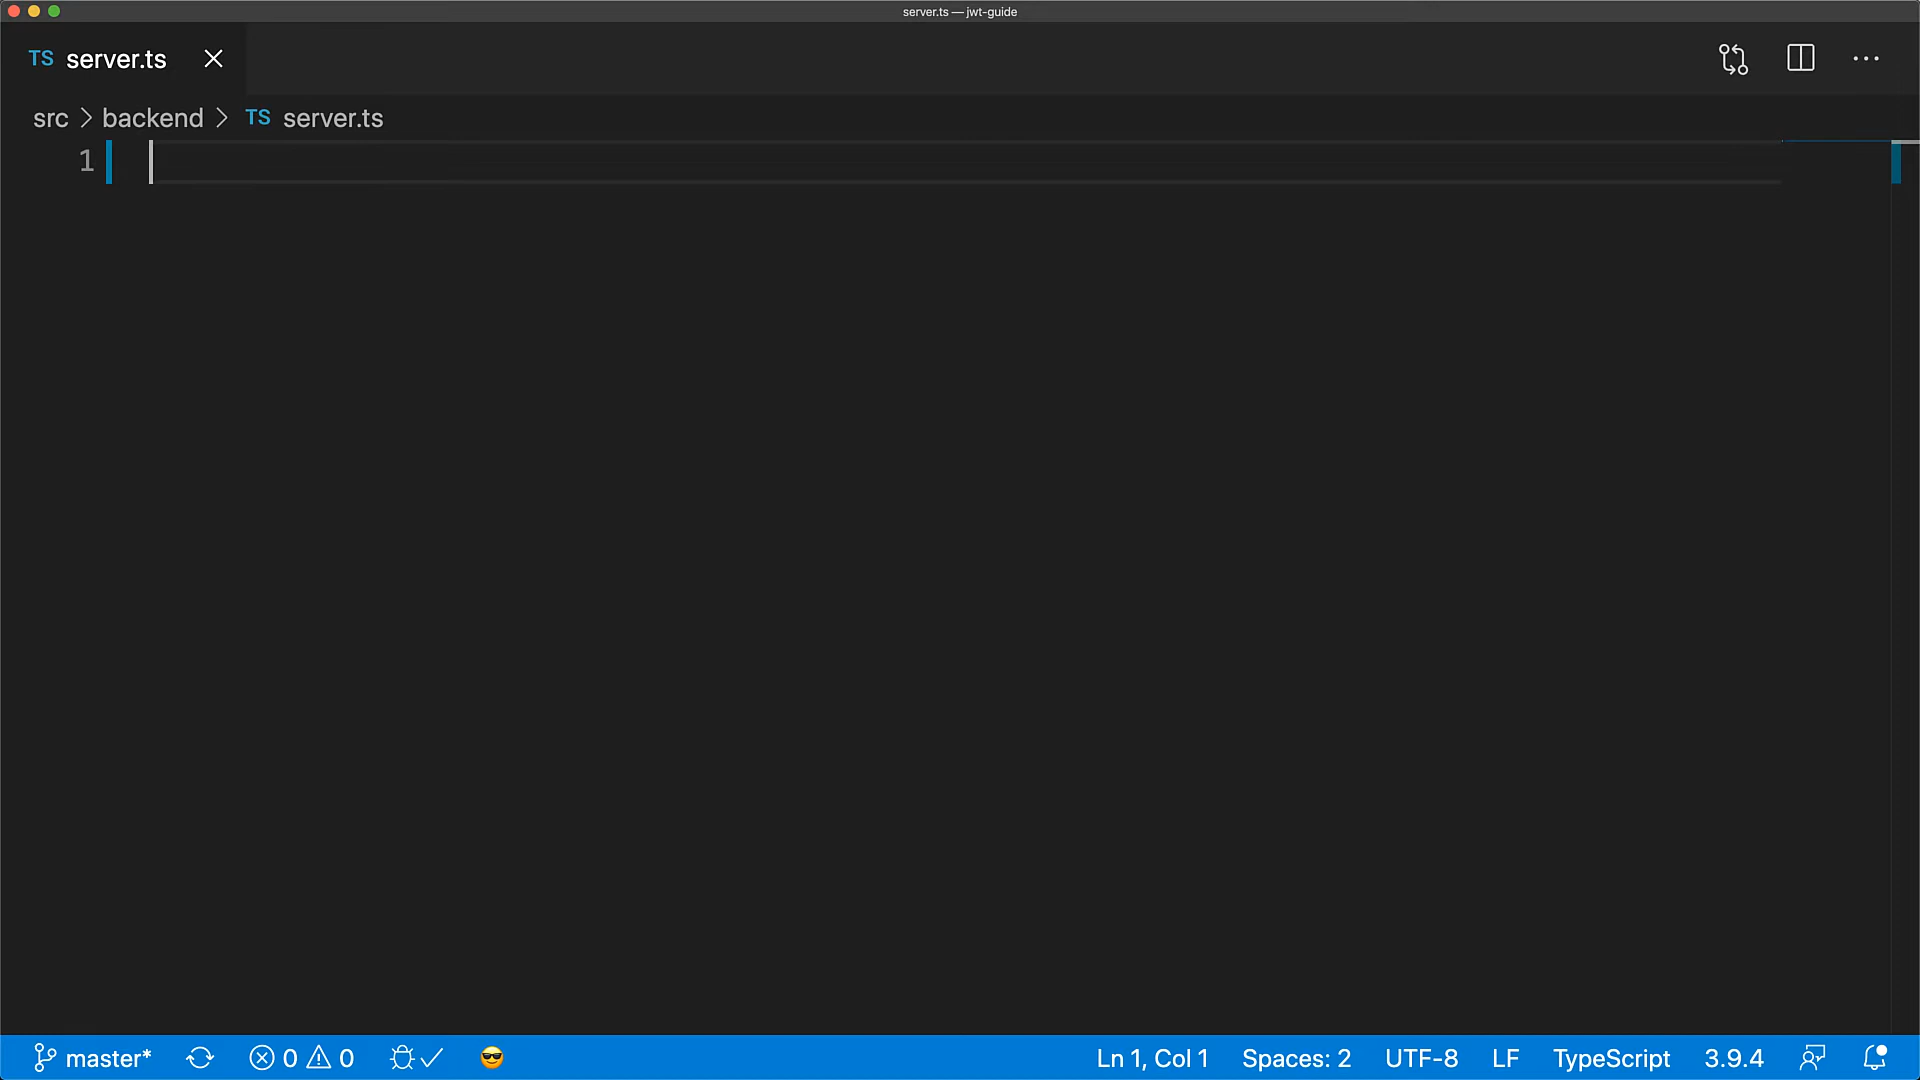 server.ts — jwt-guide
TS server.ts
src > backend > TS server.ts
1
master* 0 0 Ln 1, Col 1 Spaces: 2 UTF-8 LF TypeScript 3.9.4